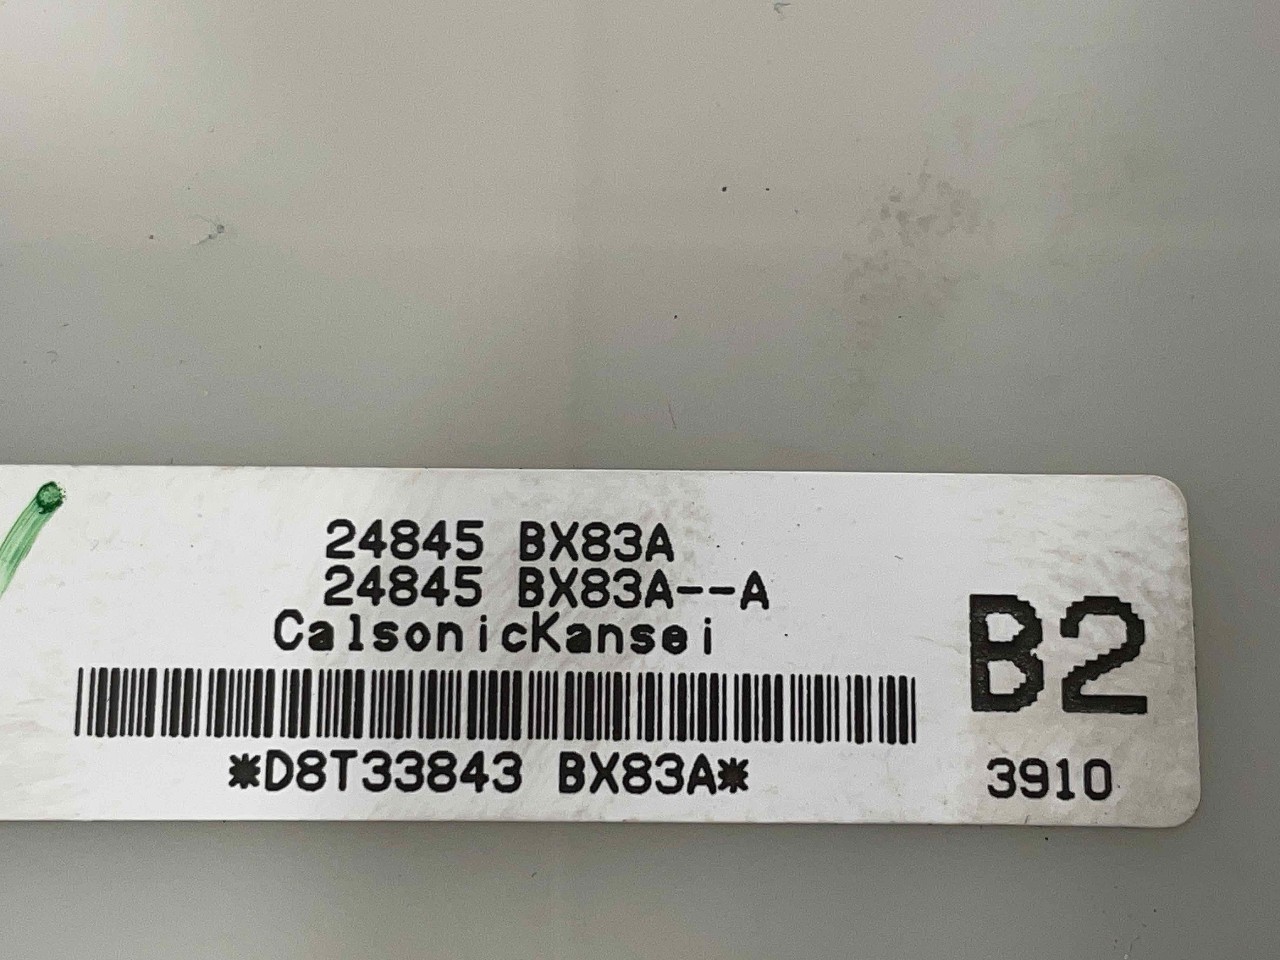 24845 BX83A
24845 BX83A--A
CalsonicKansei
*D8T33843 BX83A*
B2
3910